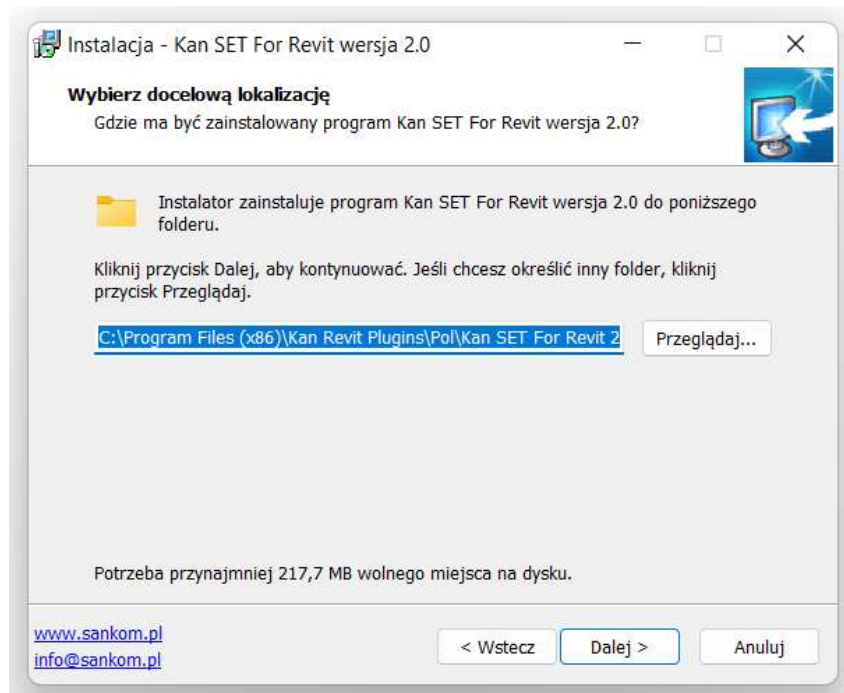 Instalacja - Kan SET For Revit wersja 2.0
Wybierz docelową lokalizację
Gdzie ma być zainstalowany program Kan SET For Revit wersja 2.0?
Instalator zainstaluje program Kan SET For Revit wersja 2.0 do poniższego
folderu.
Kliknij przycisk Dalej, aby kontynuować. Jeśli chcesz określić inny folder, kliknij
przycisk Przeglądaj.
C:\Program Files (x86)\Kan Revit Plugins\Pol\Kan SET For Revit 2 Przeglądaj...
Potrzeba przynajmniej 217,7 MB wolnego miejsca na dysku.
www.sankom.pl
info@sankom.pl
< Wstecz Dalej > Anuluj